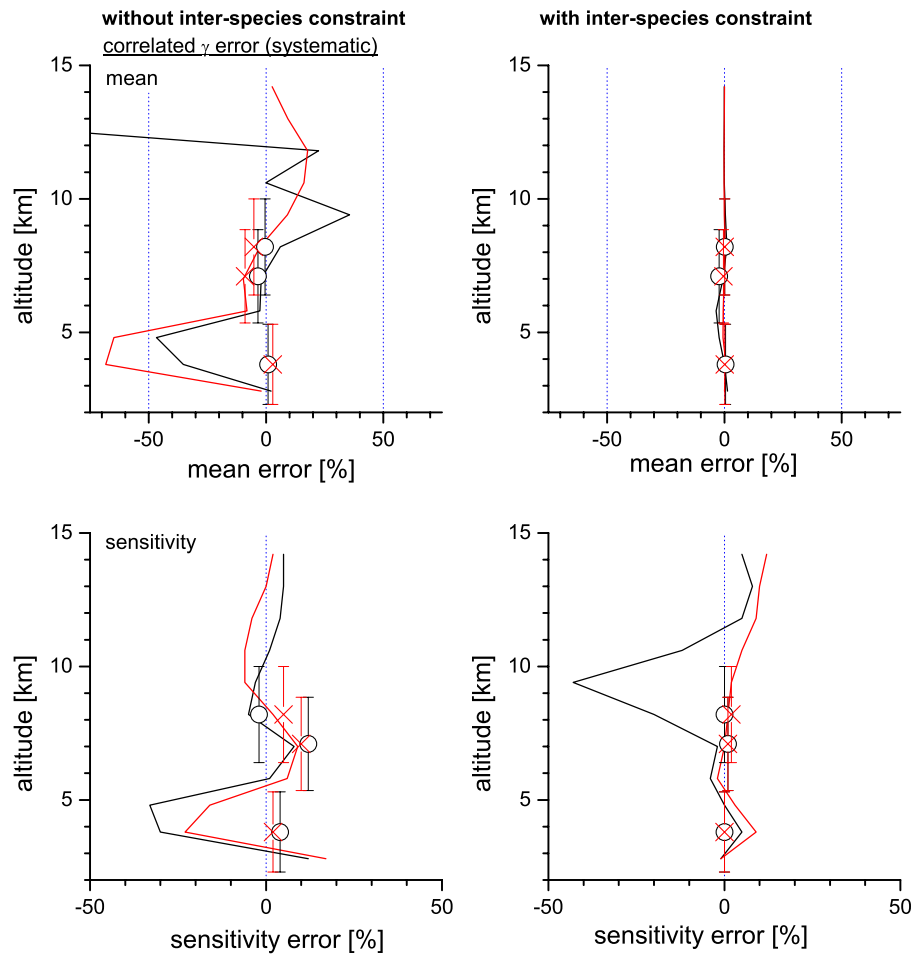 without inter-species constraint
with inter-species constraint
correlated γ error (systematic)
mean
15
10
5
altitude [km]
-50
0
50
mean error [%]
15
10
5
altitude [km]
-50
0
50
mean error [%]
sensitivity
15
10
5
altitude [km]
-50
0
50
sensitivity error [%]
15
10
5
altitude [km]
-50
0
50
sensitivity error [%]